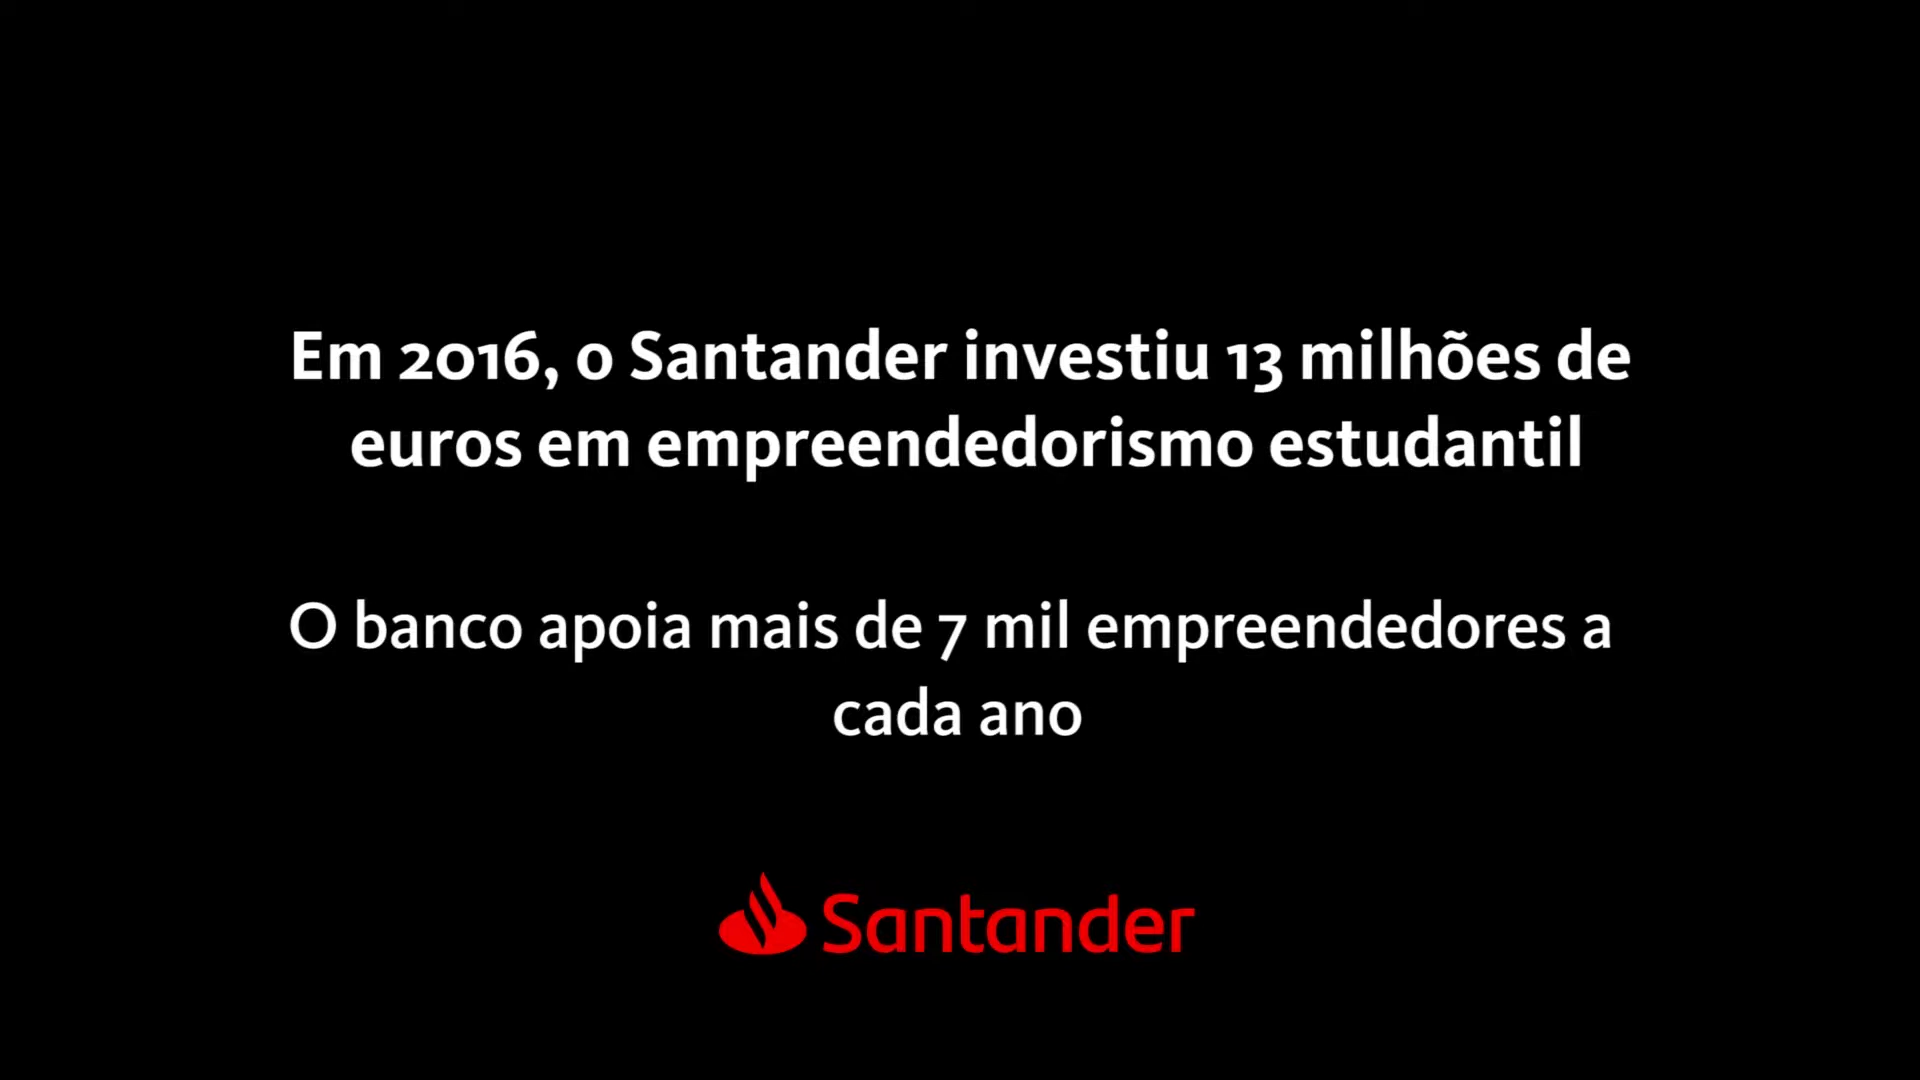 Em 2016, o Santander investiu 13 milhões de
euros em empreendedorismo estudantil
O banco apoia mais de 7 mil empreendedores a
cada ano
Santander